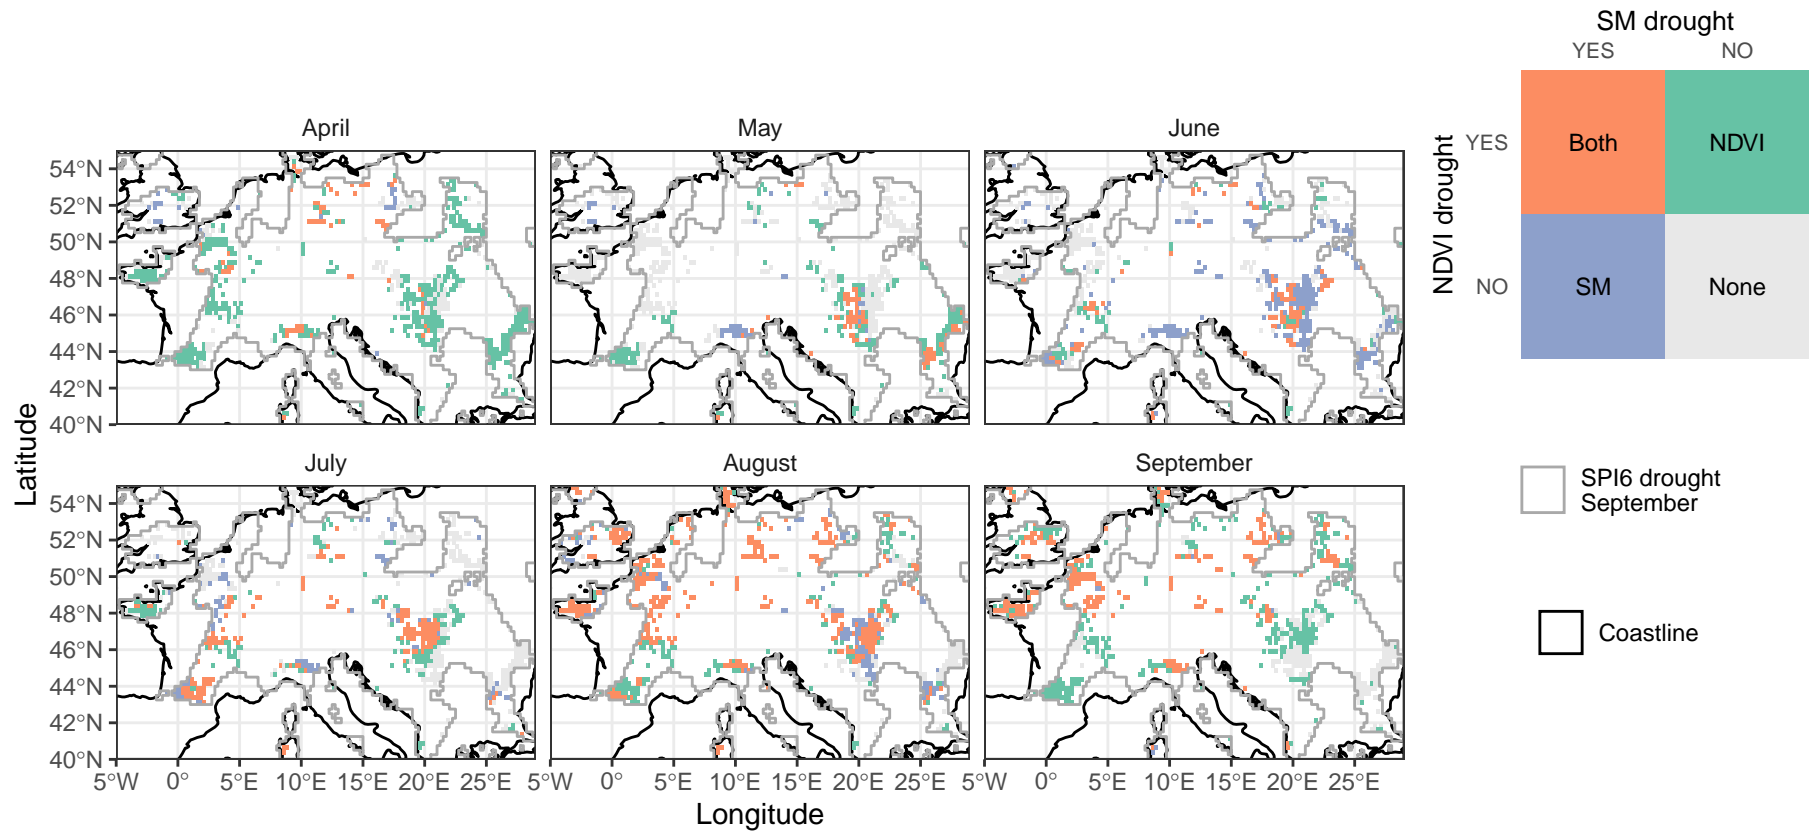 SM drought
YES NO
NDVI drought
YES
NO
Both NDVI
SM None
April May June
54°N
52°N
50°N
48°N
46°N
44°N
42°N
40°N
Latitude
July August September
54°N
52°N
50°N
48°N
46°N
44°N
42°N
40°N
5°W 0° 5°E 10°E 15°E 20°E 25°E 5°W 0° 5°E 10°E 15°E 20°E 25°E 5°W 0° 5°E 10°E 15°E 20°E 25°E
Longitude
SPI6 drought
September
Coastline